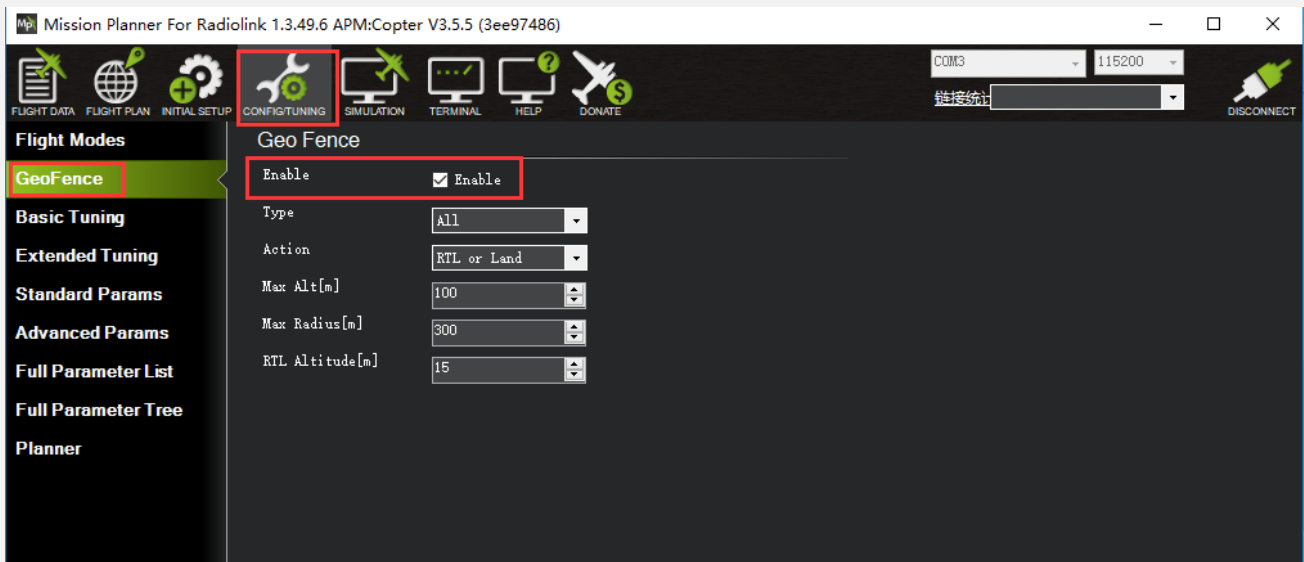 Mission Planner For Radiolink 1.3.49.6 APM:Copter V3.5.5 (3ee97486)
COM3 115200
链接统计
FLIGHT DATA FLIGHT PLAN INITIAL SETUP CONFIG/TUNING SIMULATION TERMINAL HELP DONATE DISCONNECT
Flight Modes
GeoFence
Basic Tuning
Extended Tuning
Standard Params
Advanced Params
Full Parameter List
Full Parameter Tree
Planner
Geo Fence
Enable Enable
Type All
Action RTL or Land
Max Alt[m] 100
Max Radius[m] 300
RTL Altitude[m] 15